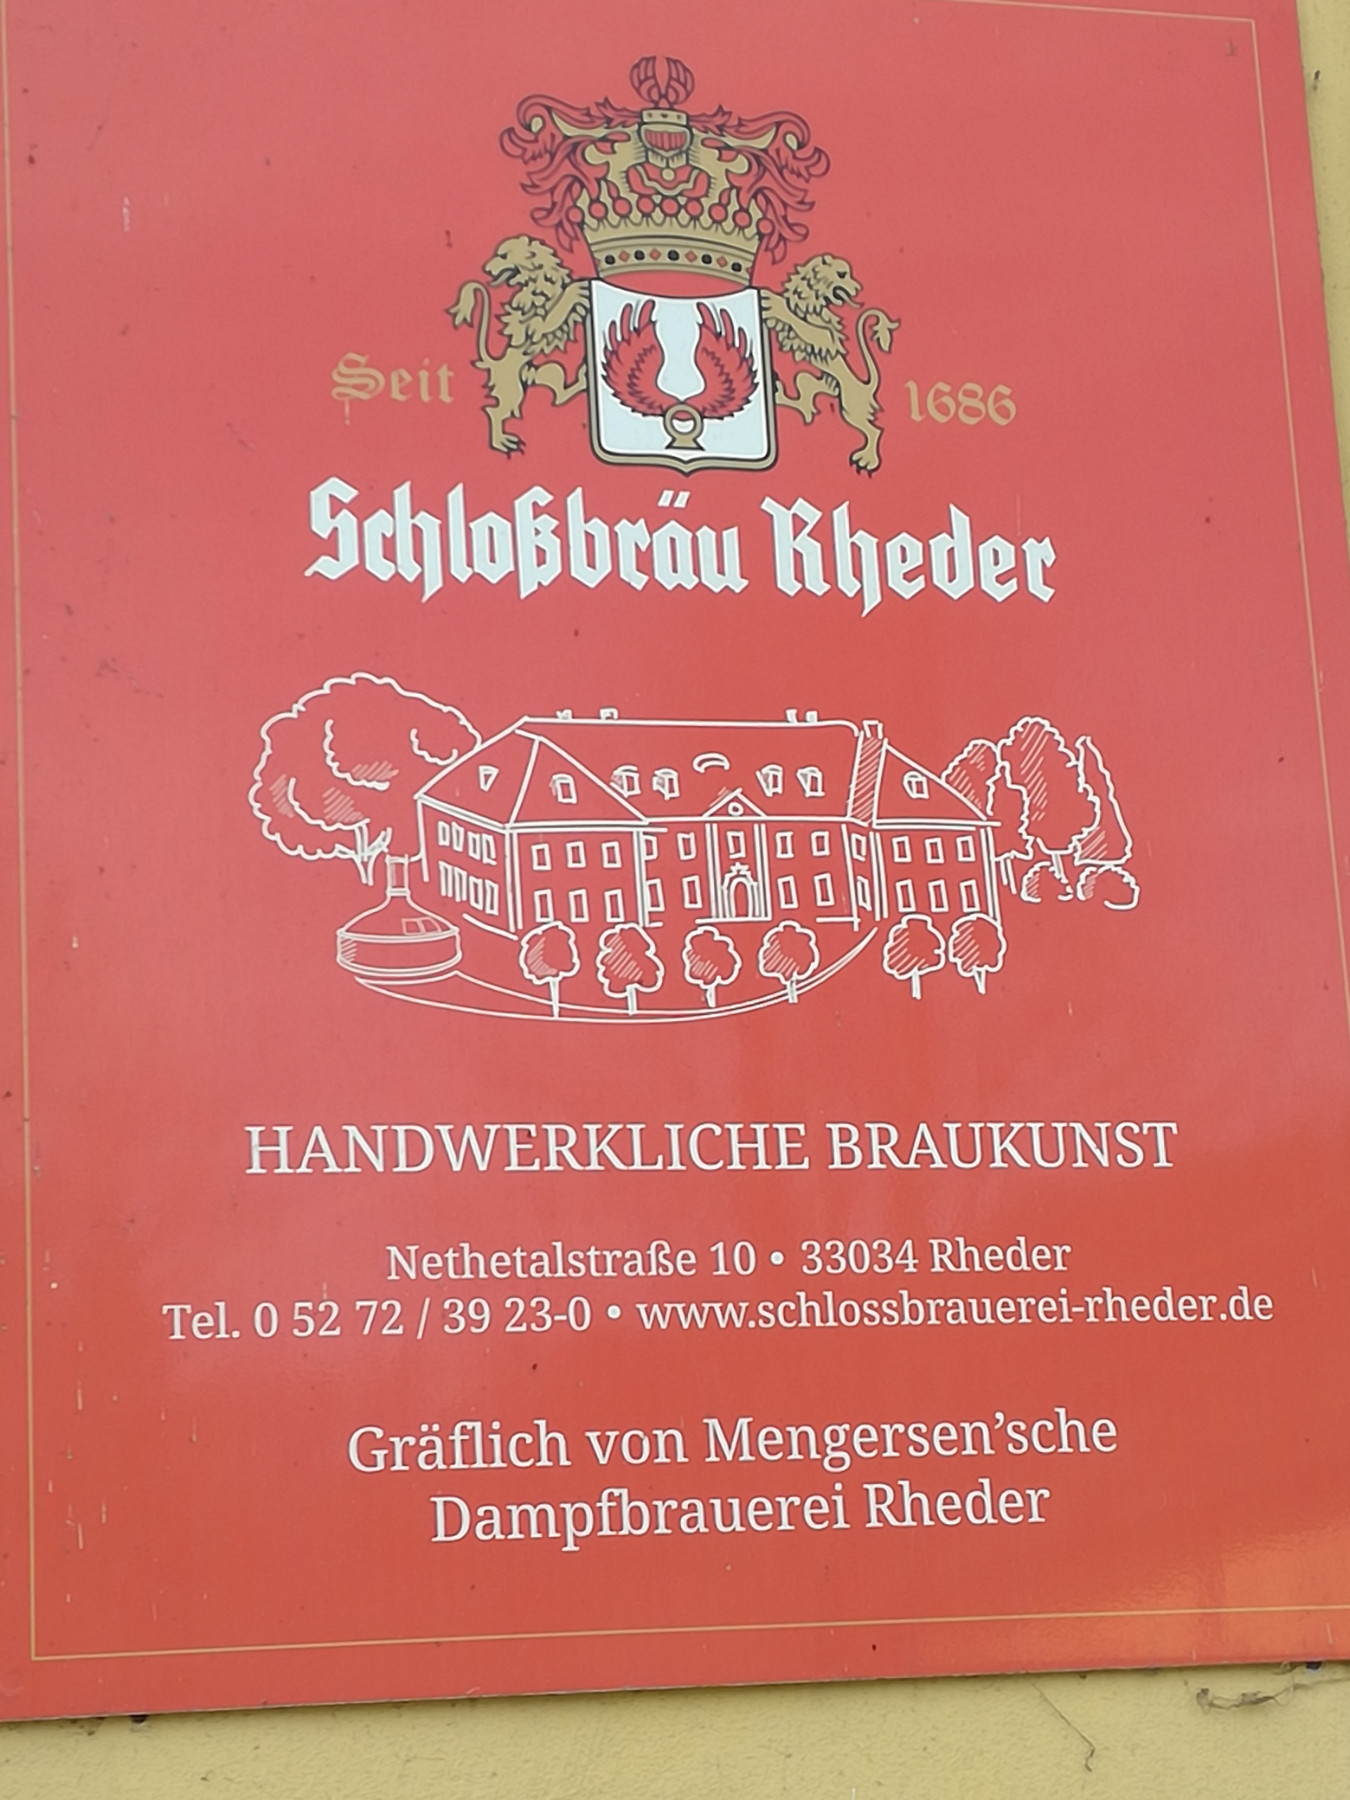 Seit 1686
Schloßbräu Rheder
HANDWERKLICHE BRAUKUNST
Nethetalstraße 10 • 33034 Rheder
Tel. 0 52 72 / 39 23-0 • www.schlossbrauerei-rheder.de
Gräflich von Mengersen’sche
Dampfbrauerei Rheder